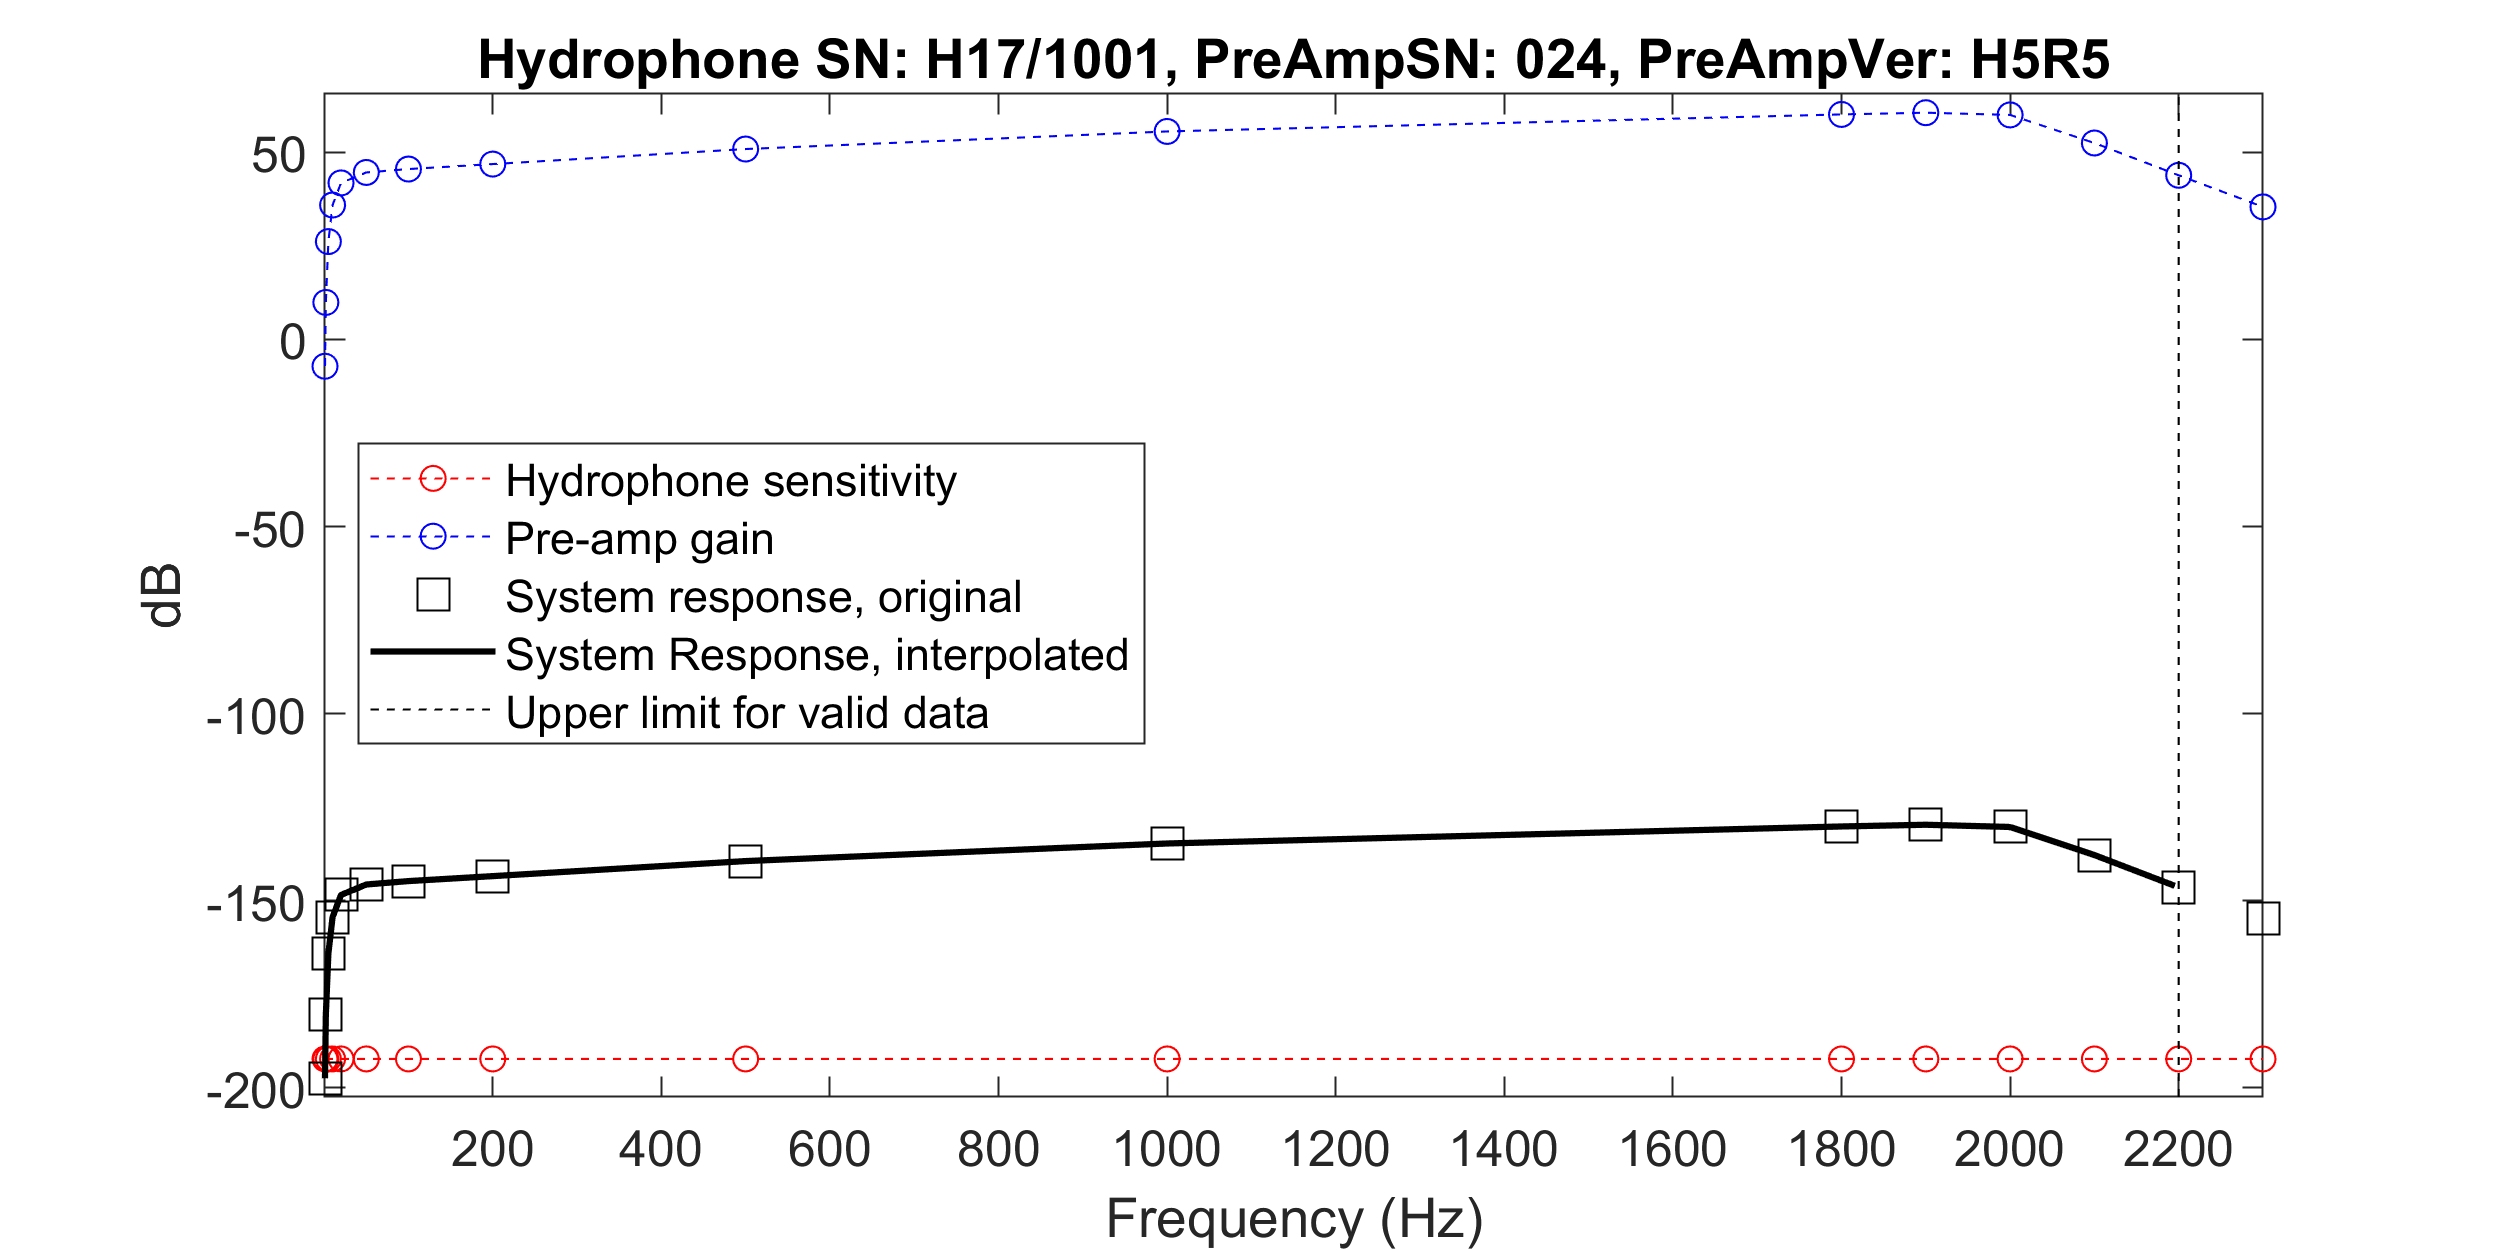 Hydrophone SN: H17/1001, PreAmpSN: 024, PreAmpVer: H5R5
50
0
-50
-100
-150
-200
dB
Hydrophone sensitivity
Pre-amp gain
System response, original
System Response, interpolated
Upper limit for valid data
200 400 600 800 1000 1200 1400 1600 1800 2000 2200
Frequency (Hz)